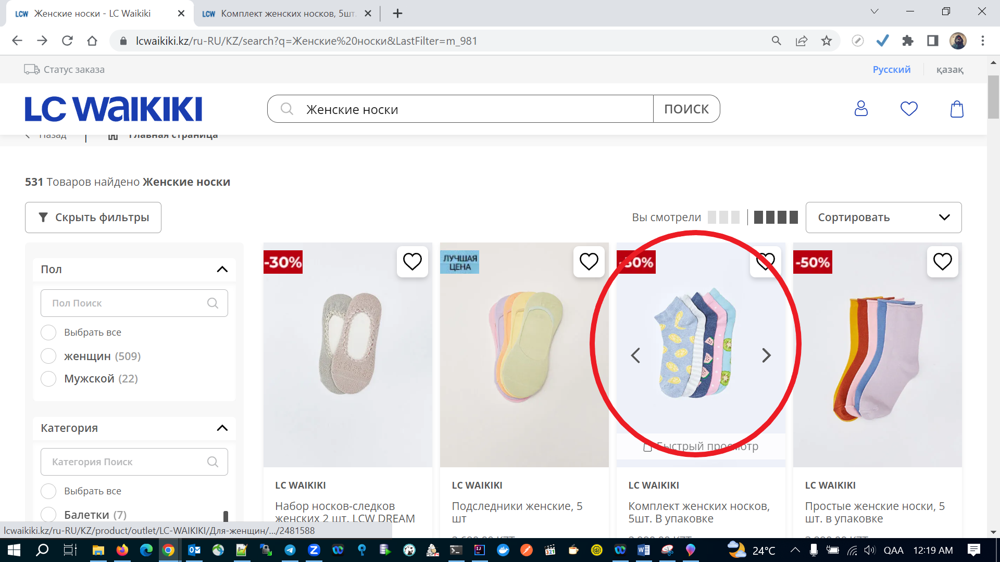 Женские носки - LC Waikiki
Комплект женских носков, 5шт.
lcwaikiki.kz/ru-RU/KZ/search?q=Женские%20носки&LastFilter=m_981
Статус заказа
Русский
қазақ
LC WAIKIKI
Женские носки
ПОИСК
Назад
Главная страница
531 Товаров найдено Женские носки
Скрыть фильтры
Вы смотрели
Сортировать
Пол
Пол Поиск
Выбрать все
женщин (509)
Мужской (22)
Категория
Категория Поиск
Выбрать все
Балетки (7)
-30%
ЛУЧШАЯ
ЦЕНА
-50%
Быстрый просмотр
LC WAIKIKI
Набор носков-следков
женских 2 шт. LCW DREAM
LC WAIKIKI
Подследники женские, 5
шт
LC WAIKIKI
Комплект женских носков,
5шт. В упаковке
LC WAIKIKI
Простые женские носки, 5
шт. в упаковке
lcwaikiki.kz/ru-RU/KZ/product/outlet/LC-WAIKIKI/Для-женщин/.../2481588
24°C
QAA
12:19 AM